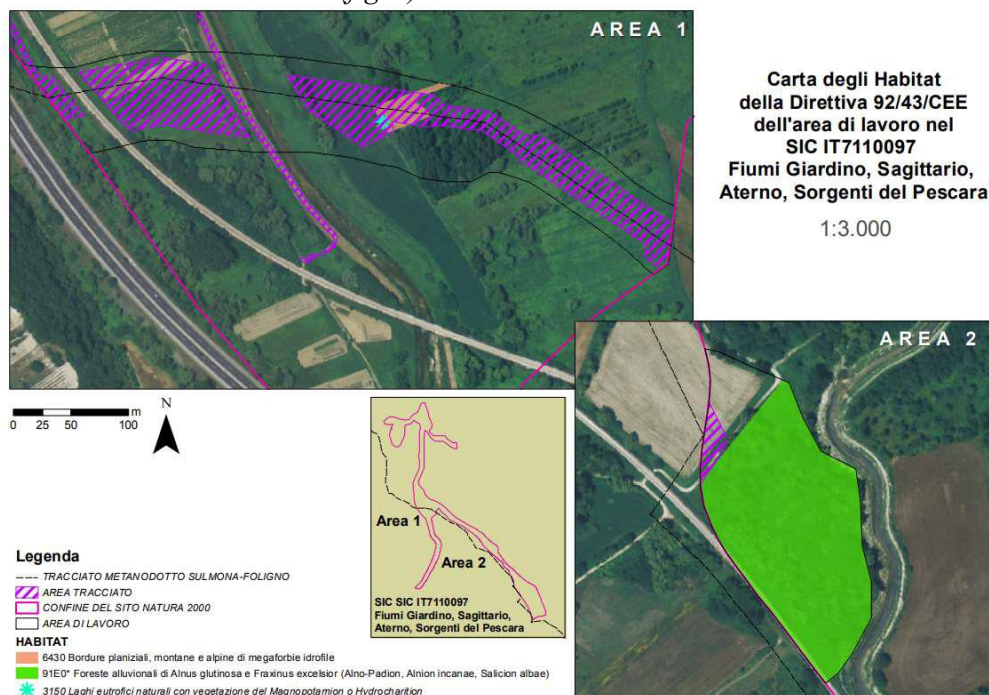 AREA 1
Carta degli Habitat
della Direttiva 92/43/CEE
dell'area di lavoro nel
SIC IT7110097
Fiumi Giardino, Sagittario,
Aterno, Sorgenti del Pescara
1:3.000
AREA 2
m
0 25 50 100
N
Area 1
Area 2
SIC SIC IT7110097
Fiumi Giardino, Sagittario,
Aterno, Sorgenti del Pescara
Legenda
TRACCIATO METANODOTTO SULMONA-FOLIGNO
AREA TRACCIATO
CONFINE DEL SITO NATURA 2000
AREA DI LAVORO
HABITAT
6430 Bordure planiziali, montane e alpine di megaforbie idrofile
91E0* Foreste alluvionali di Alnus glutinosa e Fraxinus excelsior (Alno-Padion, Alnion incanae, Salicion albae)
3150 Laghi eutrofici naturali con vegetazione del Magnopotamion o Hydrocharition